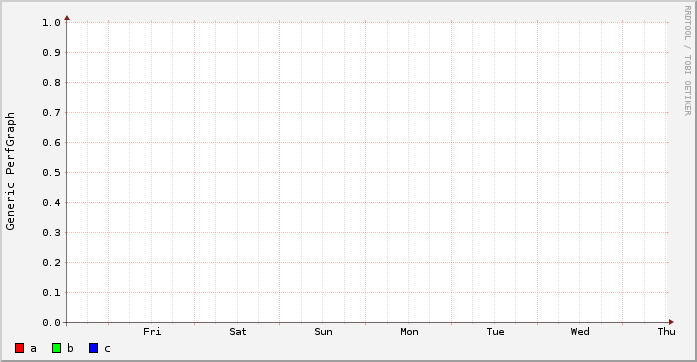 RRDTOOL / TOBI OETIKER
Generic PerfGraph
1.0
0.9
0.8
0.7
0.6
0.5
0.4
0.3
0.2
0.1
0.0
Fri Sat Sun Mon Tue Wed Thu
a b c